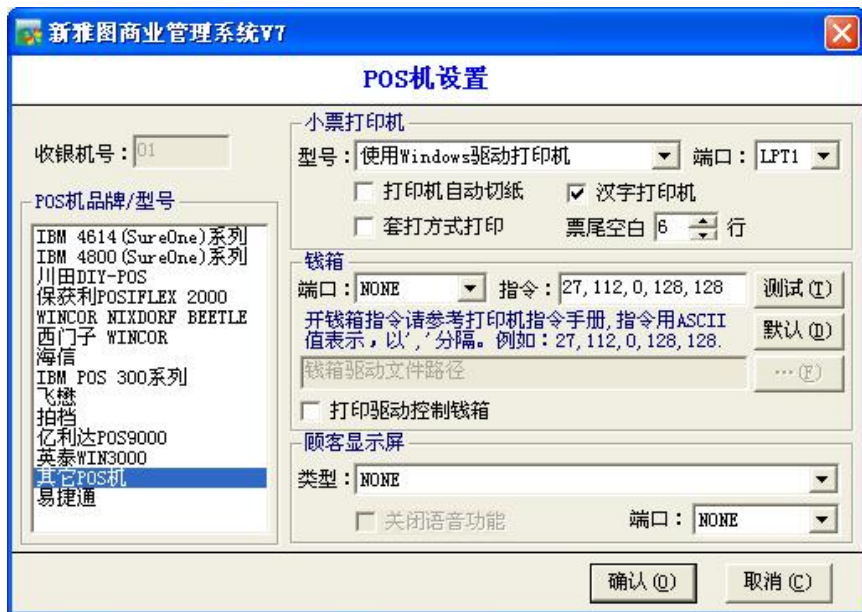 新雅图商业管理系统V7
POS机设置
收银机号：01
POS机品牌/型号
IBM 4614(SureOne)系列
IBM 4800(SureOne)系列
川田DIY-POS
保获利POSIFLEX 2000
WINCOR NIXDORF BEETLE
西门子 WINCOR
海信
IBM POS 300系列
飞懋
拍档
亿利达POS9000
英泰WIN3000
其它POS机
易捷通
小票打印机
型号：使用Windows驱动打印机 端口：LPT1
打印机自动切纸 汉字打印机
套打方式打印 票尾空白 6 行
钱箱
端口：NONE 指令：27,112,0,128,128 测试(T)
开钱箱指令请参考打印机指令手册,指令用ASCII
值表示，以','分隔。例如：27,112,0,128,128.
默认(D)
钱箱驱动文件路径 …(F)
打印驱动控制钱箱
顾客显示屏
类型：NONE
关闭语音功能 端口：NONE
确认(O) 取消(C)